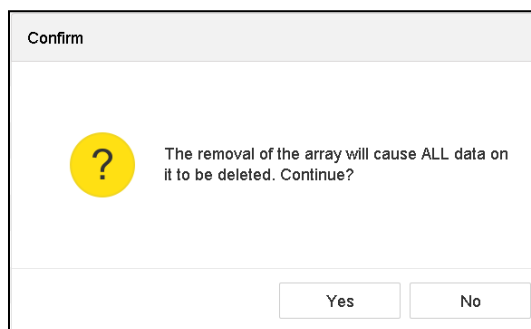 Confirm
?
The removal of the array will cause ALL data on
it to be deleted. Continue?
Yes
No